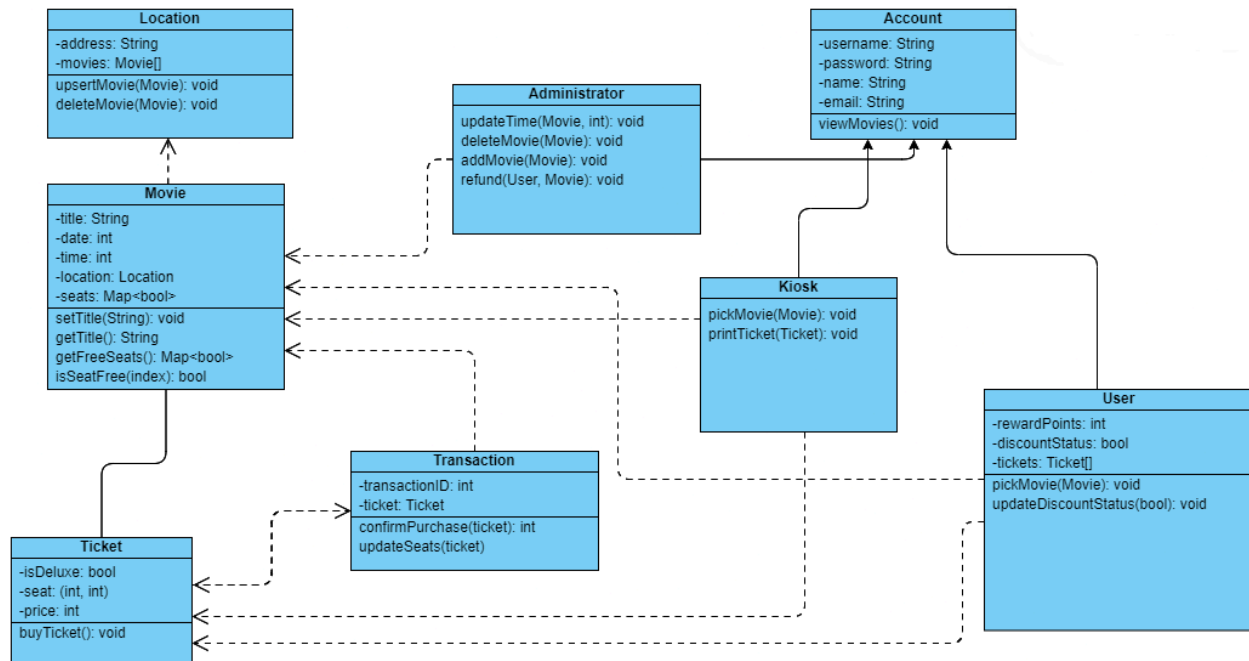 Location
-address: String
-movies: Movie[]
upsertMovie(Movie): void
deleteMovie(Movie): void
Account
-username: String
-password: String
-name: String
-email: String
viewMovies(): void
Administrator
updateTime(Movie, int): void
deleteMovie(Movie): void
addMovie(Movie): void
refund(User, Movie): void
Movie
-title: String
-date: int
-time: int
-location: Location
-seats: Map<bool>
setTitle(String): void
getTitle(): String
getFreeSeats(): Map<bool>
isSeatFree(index): bool
Kiosk
pickMovie(Movie): void
printTicket(Ticket): void
User
-rewardPoints: int
-discountStatus: bool
-tickets: Ticket[]
pickMovie(Movie): void
updateDiscountStatus(bool): void
Transaction
-transactionID: int
-ticket: Ticket
confirmPurchase(ticket): int
updateSeats(ticket)
Ticket
-isDeluxe: bool
-seat: (int, int)
-price: int
buyTicket(): void